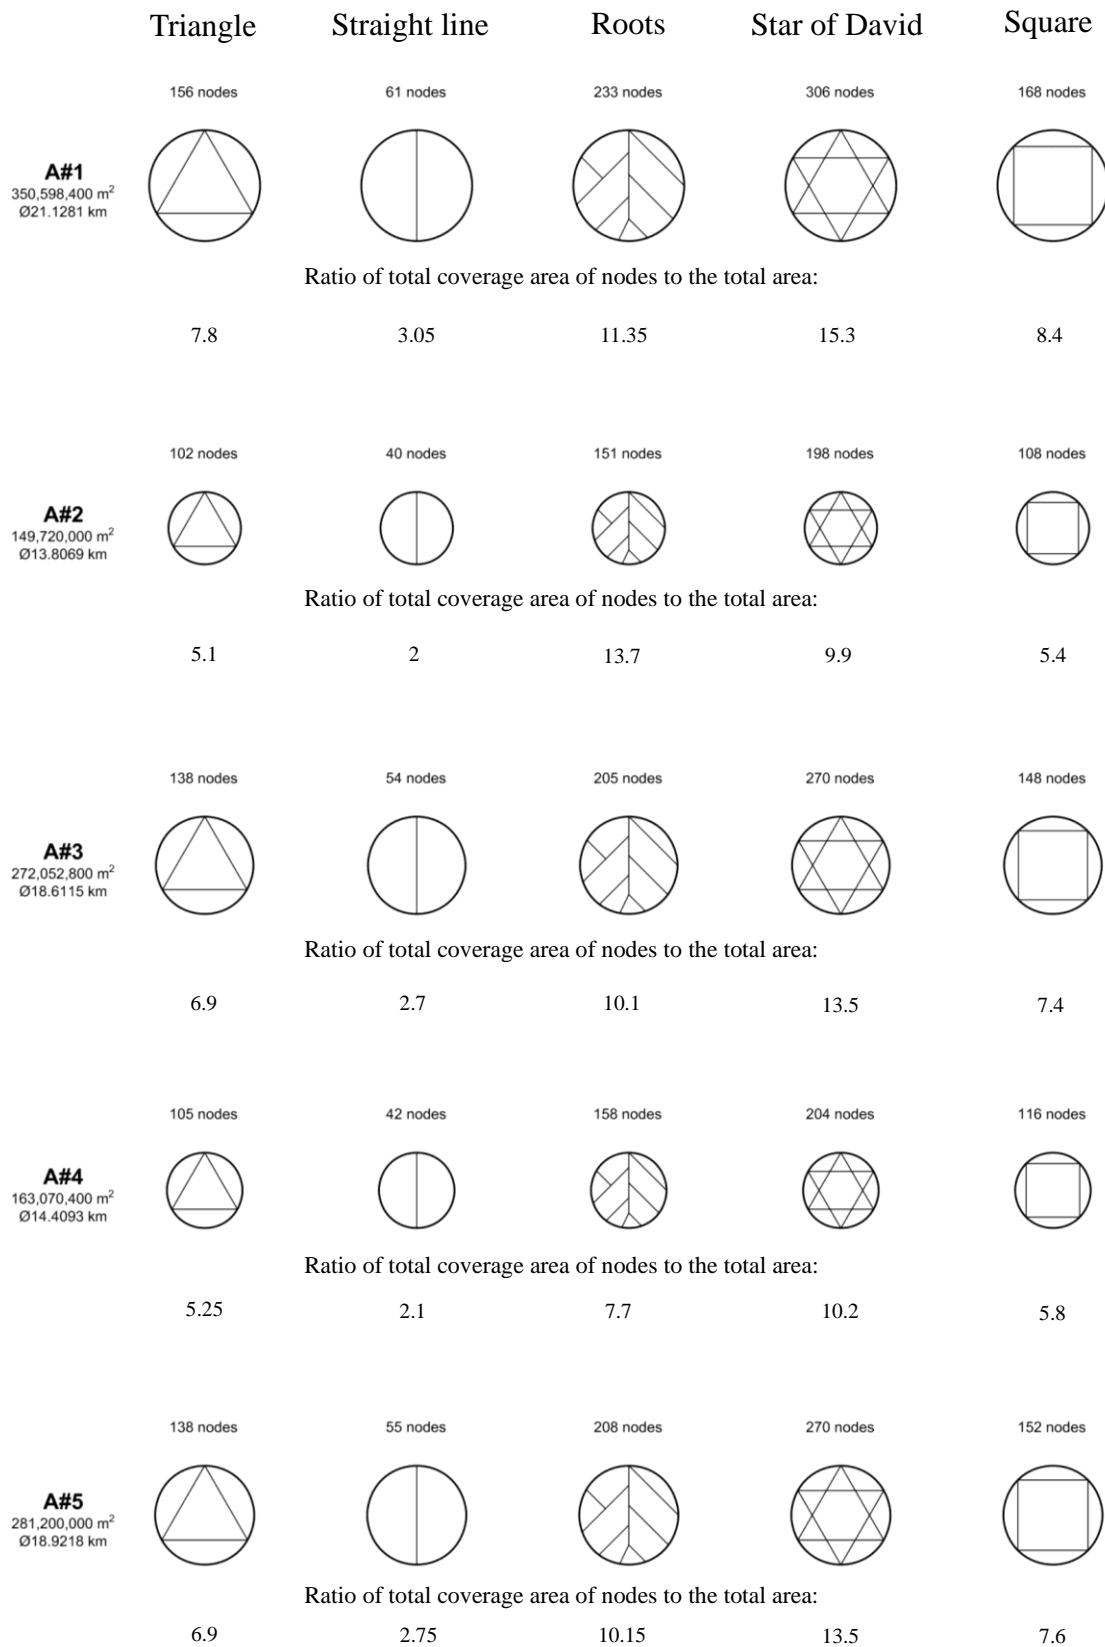 Triangle Straight line Roots Star of David Square
156 nodes 61 nodes 233 nodes 306 nodes 168 nodes
A#1
350,598,400 m²
Ø21.1281 km
Ratio of total coverage area of nodes to the total area:
7.8 3.05 11.35 15.3 8.4
102 nodes 40 nodes 151 nodes 198 nodes 108 nodes
A#2
149,720,000 m²
Ø13.8069 km
Ratio of total coverage area of nodes to the total area:
5.1 2 13.7 9.9 5.4
138 nodes 54 nodes 205 nodes 270 nodes 148 nodes
A#3
272,052,800 m²
Ø18.6115 km
Ratio of total coverage area of nodes to the total area:
6.9 2.7 10.1 13.5 7.4
105 nodes 42 nodes 158 nodes 204 nodes 116 nodes
A#4
163,070,400 m²
Ø14.4093 km
Ratio of total coverage area of nodes to the total area:
5.25 2.1 7.7 10.2 5.8
138 nodes 55 nodes 208 nodes 270 nodes 152 nodes
A#5
281,200,000 m²
Ø18.9218 km
Ratio of total coverage area of nodes to the total area:
6.9 2.75 10.15 13.5 7.6